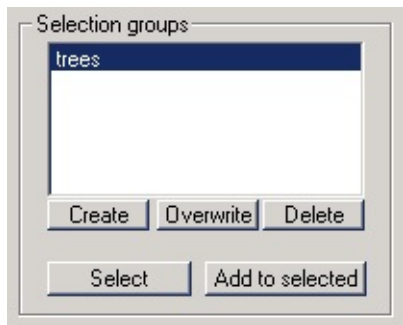 Selection groups
trees
Create Overwrite Delete
Select Add to selected